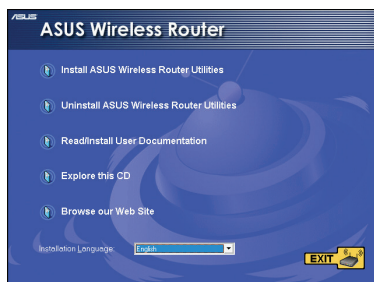 ASUS
ASUS Wireless Router
Install ASUS Wireless Router Utilities
Uninstall ASUS Wireless Router Utilities
Read/Install User Documentation
Explore this CD
Browse our Web Site
Installation Language: English
EXIT